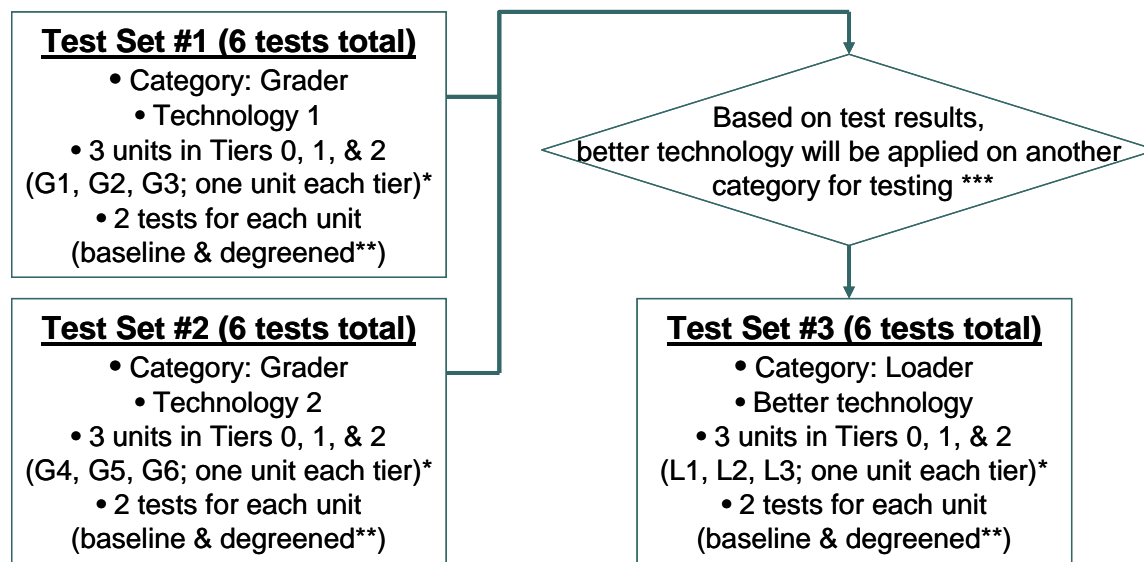 Test Set #1 (6 tests total)
• Category: Grader
• Technology 1
• 3 units in Tiers 0, 1, & 2
(G1, G2, G3; one unit each tier)*
• 2 tests for each unit
(baseline & degreened**)
Test Set #2 (6 tests total)
• Category: Grader
• Technology 2
• 3 units in Tiers 0, 1, & 2
(G4, G5, G6; one unit each tier)*
• 2 tests for each unit
(baseline & degreened**)
Based on test results,
better technology will be applied on another
category for testing ***
Test Set #3 (6 tests total)
• Category: Loader
• Better technology
• 3 units in Tiers 0, 1, & 2
(L1, L2, L3; one unit each tier)*
• 2 tests for each unit
(baseline & degreened**)